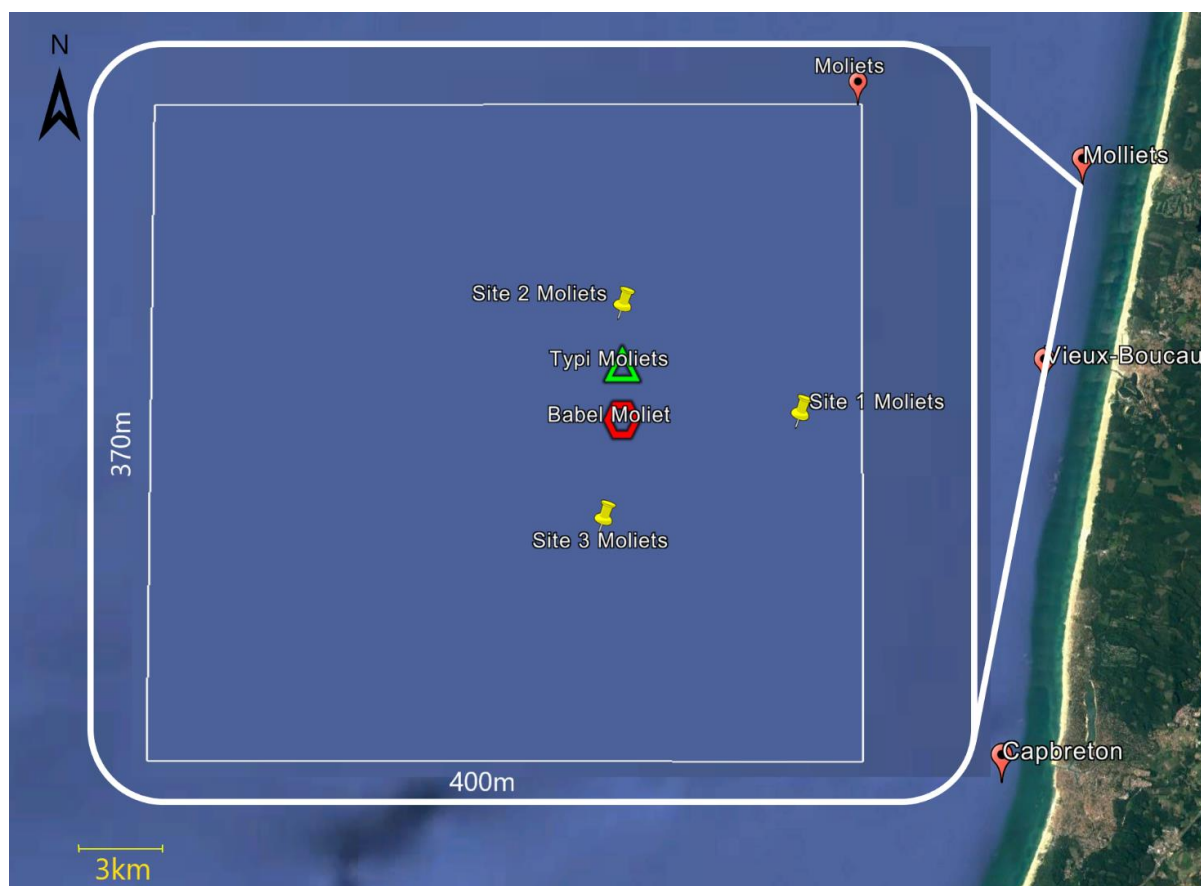 N
Moliets
Molliets
Site 2 Moliets
Typi Moliets
Vieux-Boucau
Site 1 Moliets
Babel Moliet
370m
Site 3 Moliets
Capbreton
400m
3km